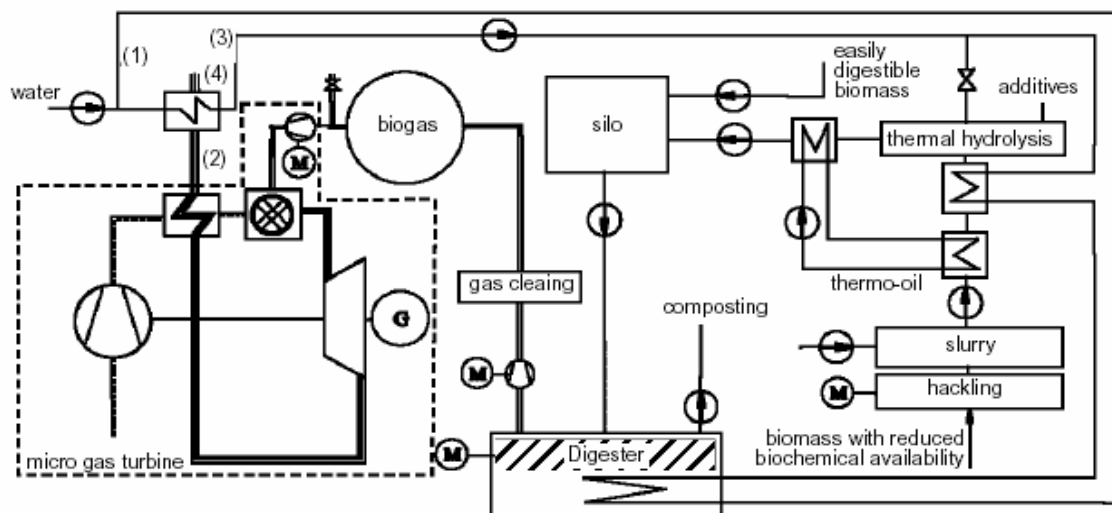 (1)
(3)
(4)
water
(2)
M
biogas
silo
easily
digestible
biomass
additives
thermal hydrolysis
thermo-oil
gas cleaing
G
composting
slurry
M
hackling
M
M
Digester
micro gas turbine
biomass with reduced
biochemical availability